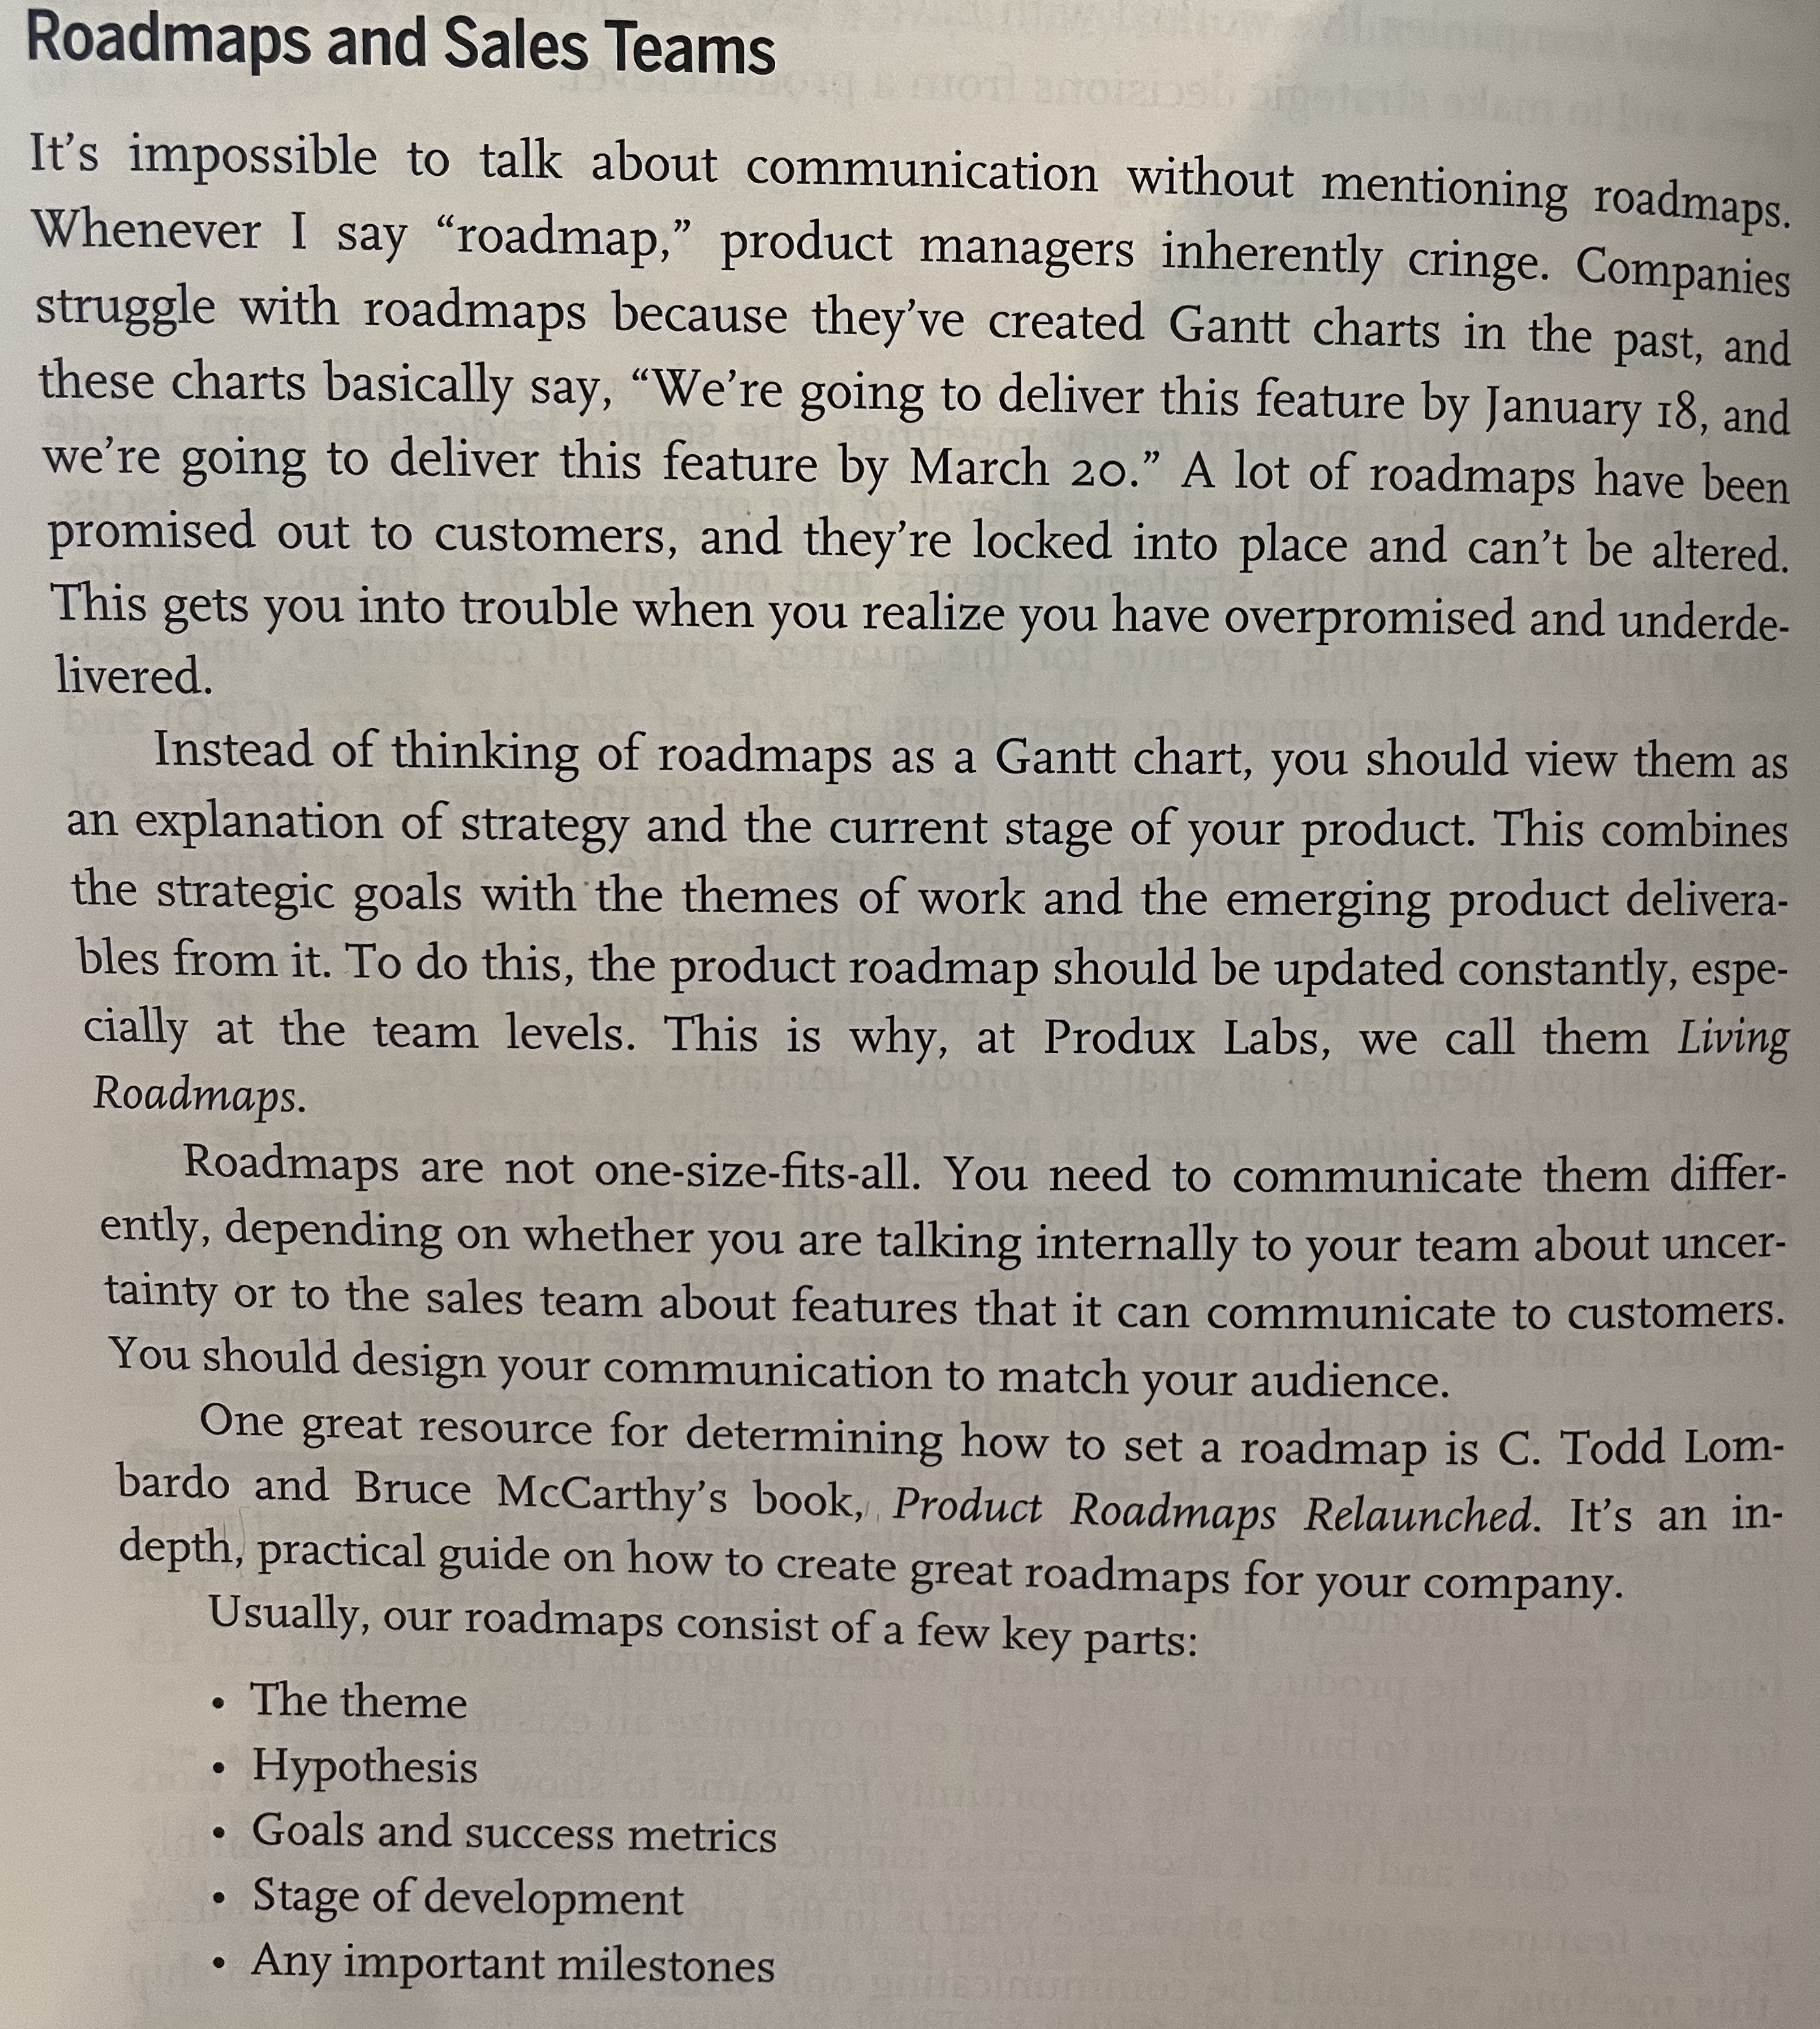 Roadmaps and Sales Teams
It's impossible to talk about communication without mentioning roadmaps.
Whenever I say “roadmap,” product managers inherently cringe. Companies
struggle with roadmaps because they've created Gantt charts in the past, and
these charts basically say, “We're going to deliver this feature by January 18, and
we're going to deliver this feature by March 20.” A lot of roadmaps have been
promised out to customers, and they're locked into place and can't be altered.
This gets you into trouble when you realize you have overpromised and underde-
livered.
Instead of thinking of roadmaps as a Gantt chart, you should view them as
an explanation of strategy and the current stage of your product. This combines
the strategic goals with the themes of work and the emerging product delivera-
bles from it. To do this, the product roadmap should be updated constantly, espe-
cially at the team levels. This is why, at Produx Labs, we call them Living
Roadmaps.
Roadmaps are not one-size-fits-all. You need to communicate them differ-
ently, depending on whether you are talking internally to your team about uncer-
tainty or to the sales team about features that it can communicate to customers.
You should design your communication to match your audience.
One great resource for determining how to set a roadmap is C. Todd Lom-
bardo and Bruce McCarthy's book, Product Roadmaps Relaunched. It's an in-
depth, practical guide on how to create great roadmaps for your company.
Usually, our roadmaps consist of a few key parts:
• The theme
• Hypothesis
• Goals and success metrics
• Stage of development
• Any important milestones